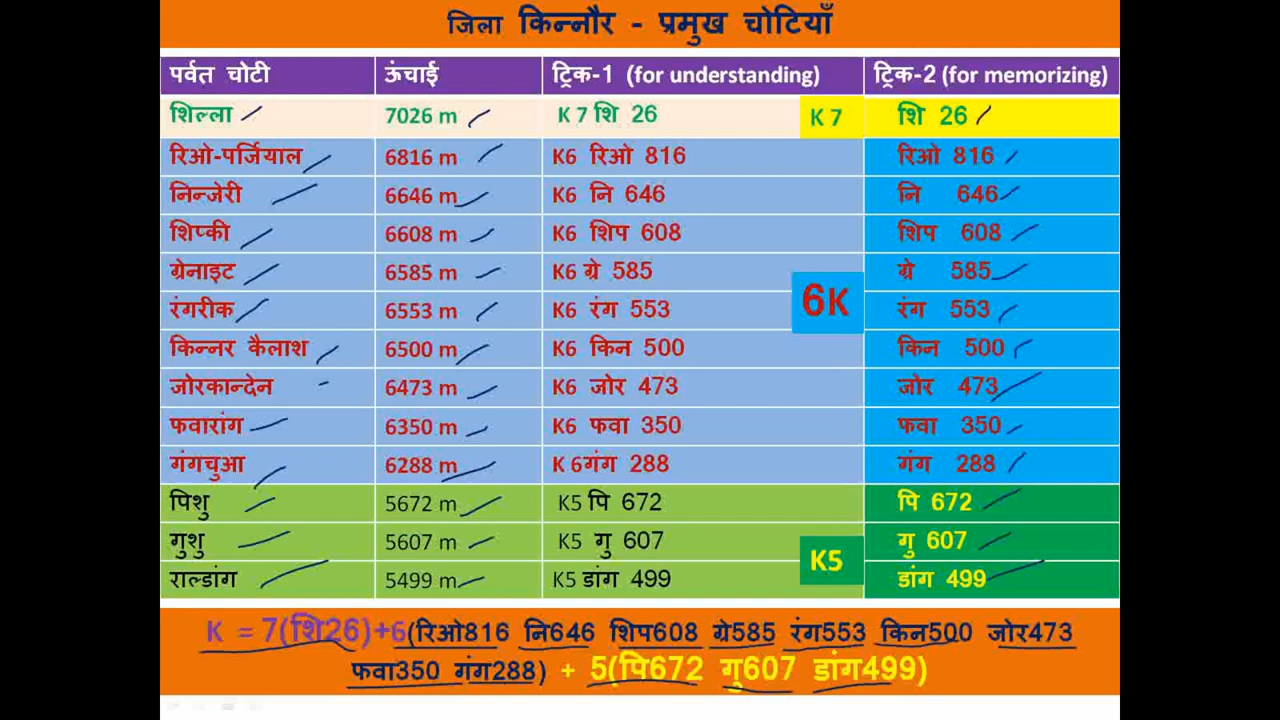 जिला किन्नौर - प्रमुख चोटियाँ
पर्वत चोटी ऊंचाई ट्रिक-1 (for understanding) ट्रिक-2 (for memorizing)
शिल्ला 7026 m K 7 शि 26 K 7 शि 26
रिओ-पर्जियाल 6816 m K6 रिओ 816 रिओ 816
निन्जेरी 6646 m K6 नि 646 नि 646
शिप्की 6608 m K6 शिप 608 शिप 608
ग्रेनाइट 6585 m K6 ग्रे 585 ग्रे 585
6K
रंगरीक 6553 m K6 रंग 553 रंग 553
किन्नर कैलाश 6500 m K6 किन 500 किन 500
जोरकान्देन 6473 m K6 जोर 473 जोर 473
फवारांग 6350 m K6 फवा 350 फवा 350
गंगचुआ 6288 m K 6गंग 288 गंग 288
पिशु 5672 m K5 पि 672 पि 672
गुशु 5607 m K5 गु 607 गु 607
K5
राल्डांग 5499 m K5 डांग 499 डांग 499
K = 7(शि26)+6(रिओ816 नि646 शिप608 ग्रे585 रंग553 किन500 जोर473
फवा350 गंग288) + 5(पि672 गु607 डांग499)